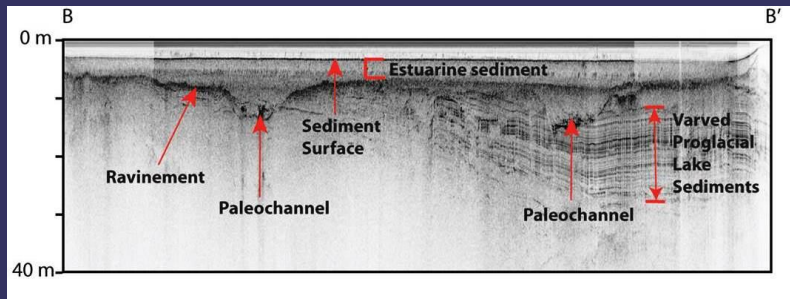 B B'
0 m
Estuarine sediment
Sediment
Surface
Varved
Proglacial
Lake
Sediments
Ravinement
Paleochannel
Paleochannel
40 m